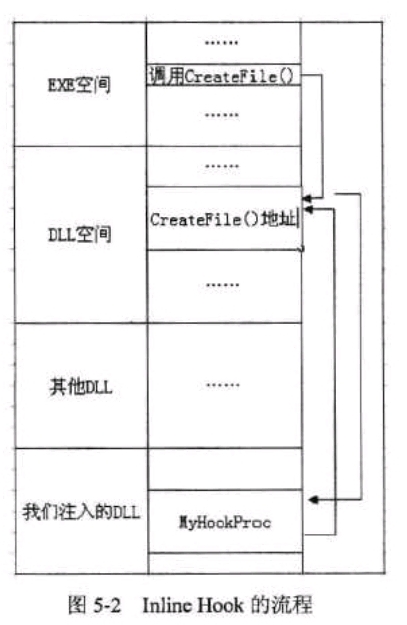 ……
EXE空间
调用CreateFile()
……
……
DLL空间
CreateFile()地址
……
其他DLL
……
我们注入的DLL
MyHookProc
图 5-2 Inline Hook 的流程